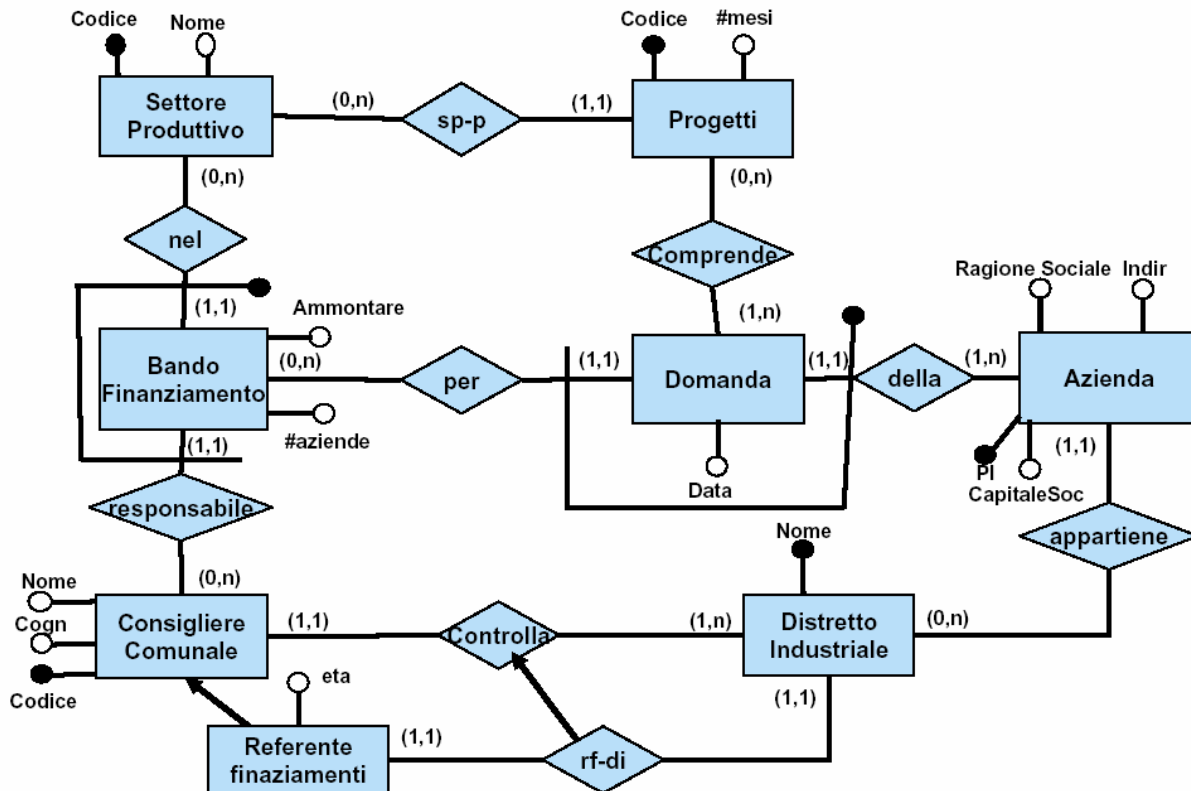 Codice
Nome
Codice
#mesi
Settore
Produttivo
(0,n)
sp-p
(1,1)
Progetti
(0,n)
(0,n)
nel
Comprende
Ragione Sociale
Indir
(1,1)
Ammontare
(1,n)
Bando
Finanziamento
(0,n)
per
(1,1)
Domanda
(1,1)
della
(1,n)
Azienda
#aziende
(1,1)
(1,1)
PI
CapitaleSoc
Data
responsabile
Nome
appartiene
(0,n)
Nome
Cogn
Codice
Consigliere
Comunale
(1,1)
Controlla
(1,n)
Distretto
Industriale
(0,n)
eta
(1,1)
Referente
finaziamenti
(1,1)
rf-di